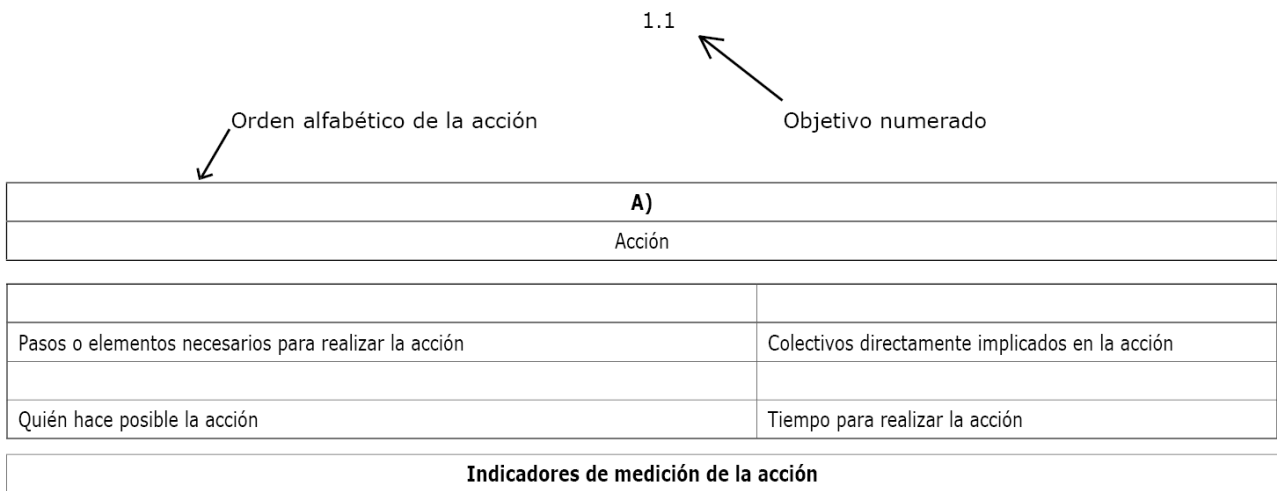 1.1
Orden alfabético de la acción
Objetivo numerado
A)
Acción
Pasos o elementos necesarios para realizar la acción
Colectivos directamente implicados en la acción
Quién hace posible la acción
Tiempo para realizar la acción
Indicadores de medición de la acción